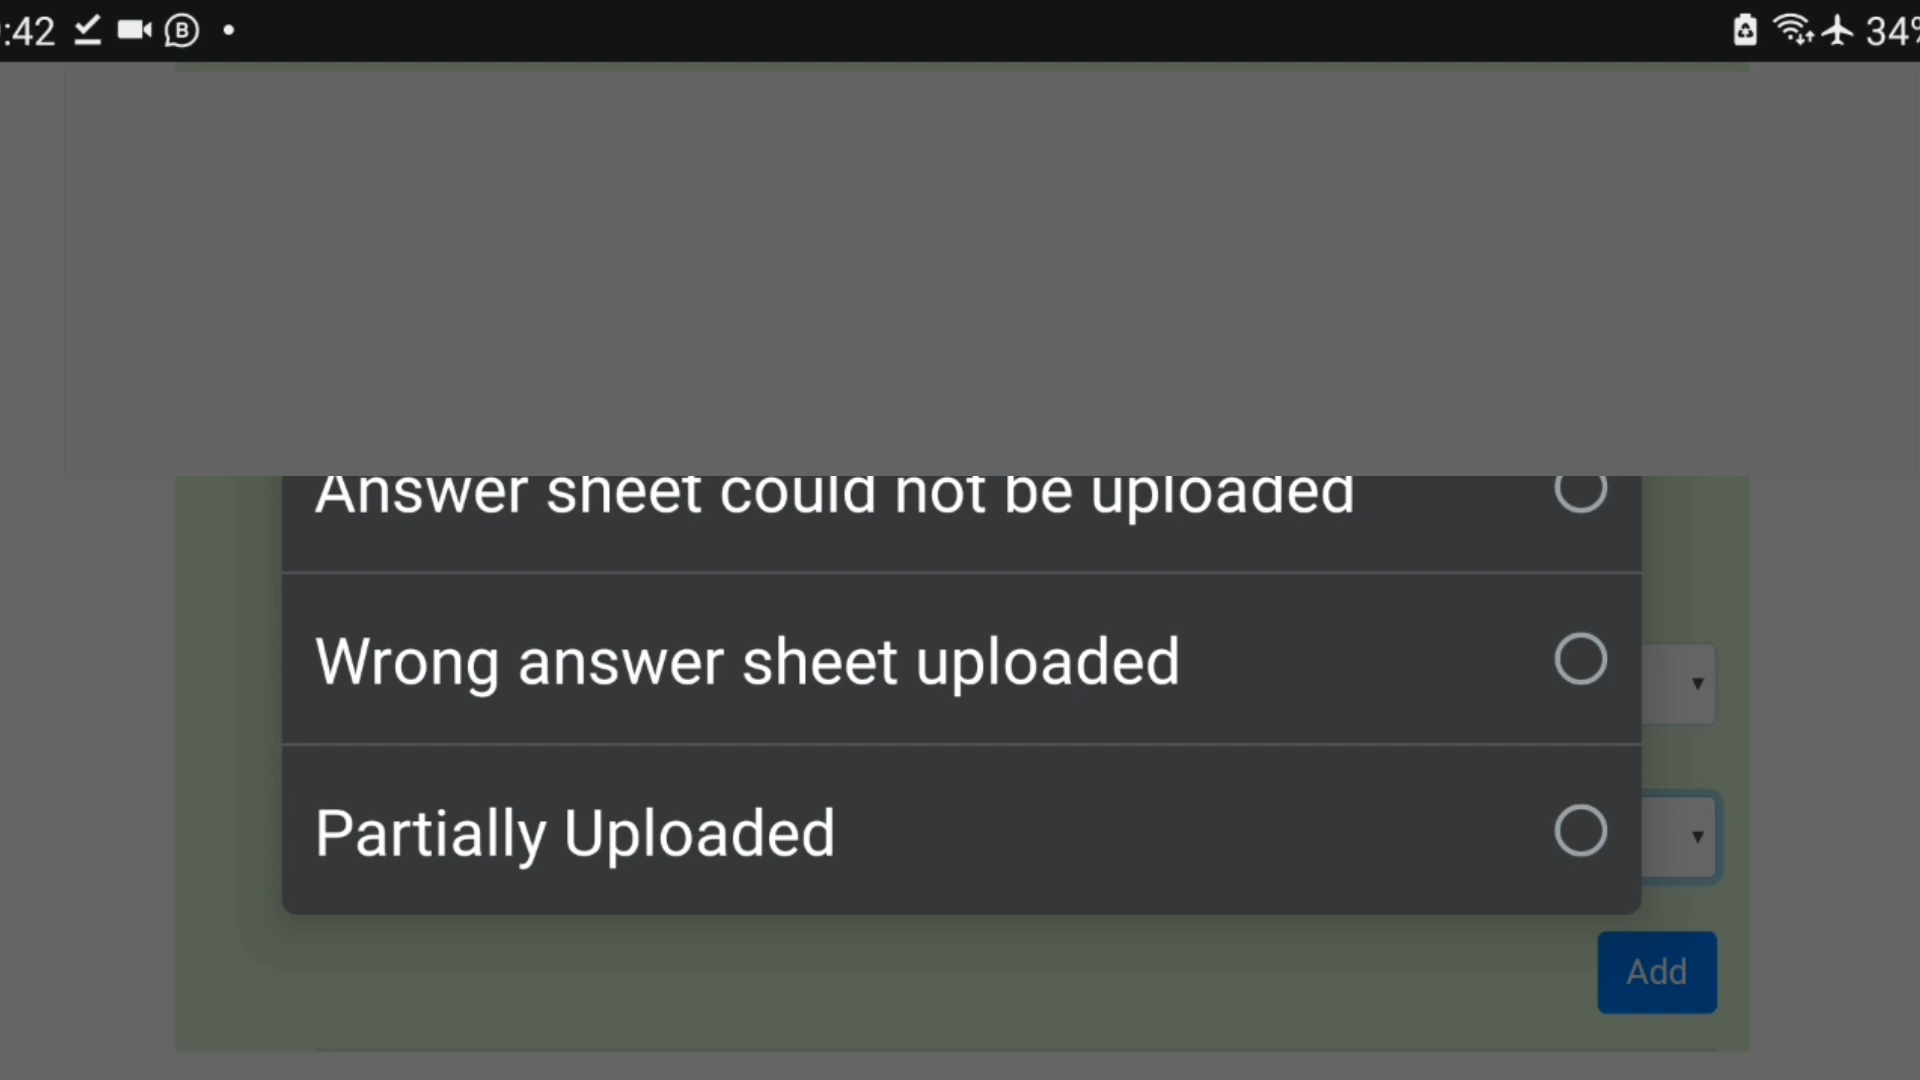 :42 34%
Answer sheet could not be uploaded
Wrong answer sheet uploaded
Partially Uploaded
Add